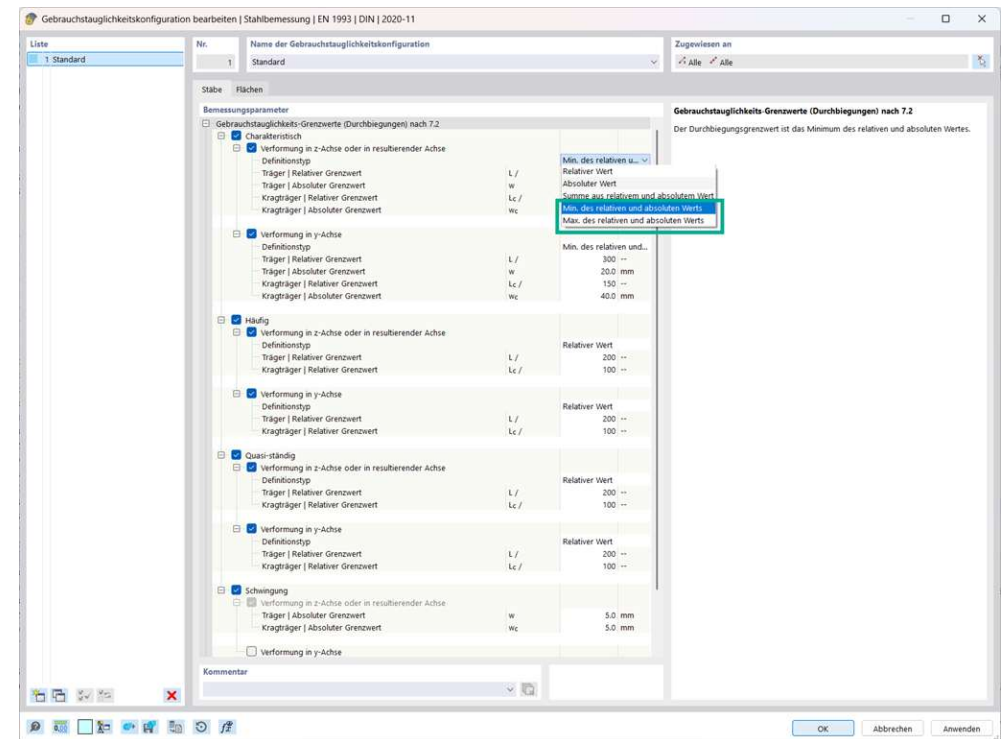 Gebrauchstauglichkeitskonfiguration bearbeiten | Stahlbemessung | EN 1993 | DIN | 2020-11
Liste
1 Standard
Nr.
1
Name der Gebrauchstauglichkeitskonfiguration
Standard
Zugewiesen an
Alle Alle
Stäbe Flächen
Bemessungsparameter
Gebrauchstauglichkeits-Grenzwerte (Durchbiegungen) nach 7.2
Charakteristisch
Verformung in z-Achse oder in resultierender Achse
Definitionstyp Min. des relativen u...
Träger | Relativer Grenzwert L /
Träger | Absoluter Grenzwert w
Kragträger | Relativer Grenzwert Lc /
Kragträger | Absoluter Grenzwert wc
Relativer Wert
Absoluter Wert
Summe aus relativem und absolutem Wert
Min. des relativen und absoluten Werts
Max. des relativen und absoluten Werts
Verformung in y-Achse
Definitionstyp Min. des relativen und...
Träger | Relativer Grenzwert L / 300 --
Träger | Absoluter Grenzwert w 20.0 mm
Kragträger | Relativer Grenzwert Lc / 150 --
Kragträger | Absoluter Grenzwert wc 40.0 mm
Häufig
Verformung in z-Achse oder in resultierender Achse
Definitionstyp Relativer Wert
Träger | Relativer Grenzwert L / 200 --
Kragträger | Relativer Grenzwert Lc / 100 --
Verformung in y-Achse
Definitionstyp Relativer Wert
Träger | Relativer Grenzwert L / 200 --
Kragträger | Relativer Grenzwert Lc / 100 --
Quasi-ständig
Verformung in z-Achse oder in resultierender Achse
Definitionstyp Relativer Wert
Träger | Relativer Grenzwert L / 200 --
Kragträger | Relativer Grenzwert Lc / 100 --
Verformung in y-Achse
Definitionstyp Relativer Wert
Träger | Relativer Grenzwert L / 200 --
Kragträger | Relativer Grenzwert Lc / 100 --
Schwingung
Verformung in z-Achse oder in resultierender Achse
Träger | Absoluter Grenzwert w 5.0 mm
Kragträger | Absoluter Grenzwert wc 5.0 mm
Verformung in y-Achse
Gebrauchstauglichkeits-Grenzwerte (Durchbiegungen) nach 7.2
Der Durchbiegungsgrenzwert ist das Minimum des relativen und absoluten Wertes.
Kommentar
OK Abbrechen Anwenden